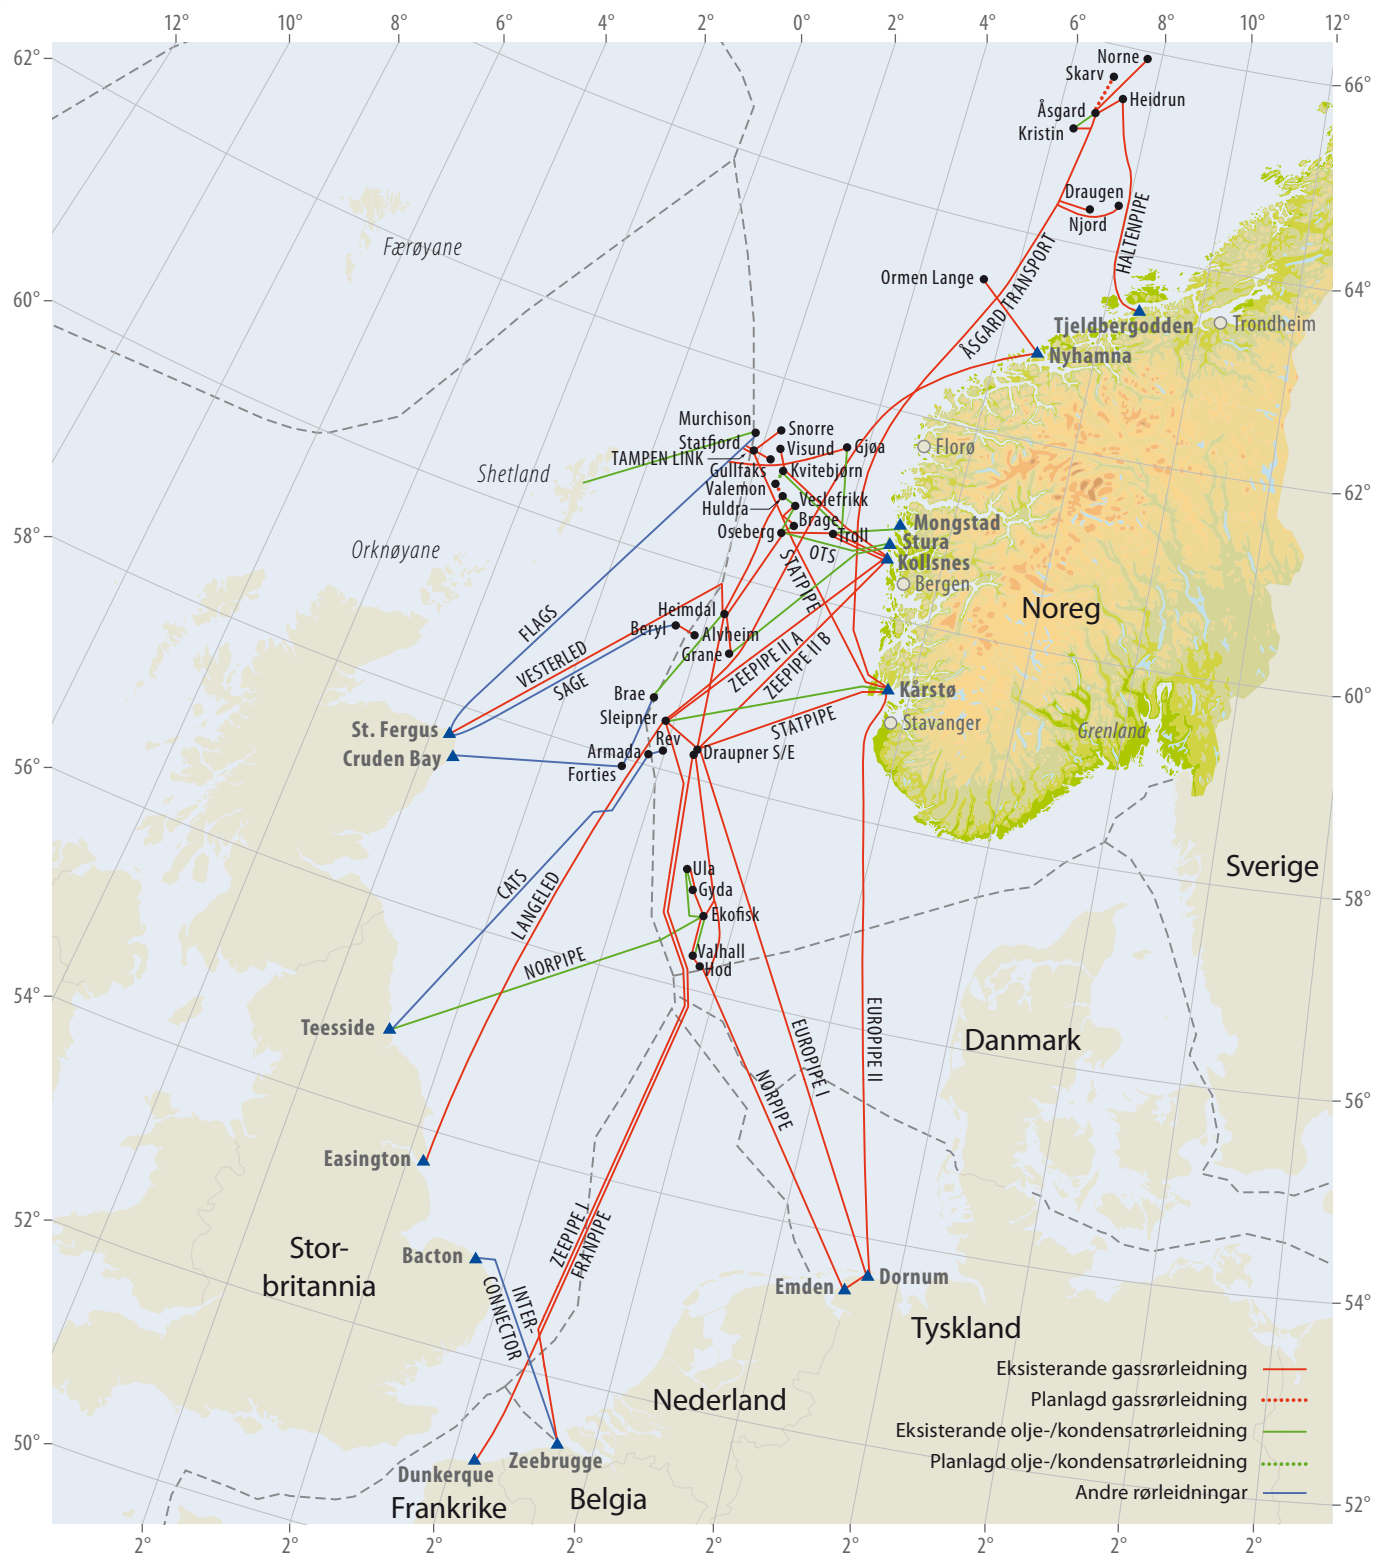 12°
10°
8°
6°
4°
2°
0°
2°
4°
6°
8°
10°
12°
62°
60°
58°
56°
54°
52°
50°
66°
64°
62°
60°
58°
56°
54°
52°
Norne
Skarv
Åsgard
Heidrun
Kristin
Draugen
Njord
HALTENPIPE
Færøyane
Ormen Lange
ÅSGARD TRANSPORT
Tjeldbergodden
Trondheim
Nyhamna
Murchison
Snorre
Statfjord
Visund
Gjøa
Florø
TAMPEN LINK
Gullfaks
Kvitebjørn
Shetland
Valemon
Huldra
Veslefrikk
Brage
Oseberg
Troll
Mongstad
Stura
Kollsnes
OTS
Orknøyane
STATPIPE
Bergen
Noreg
FLAGS
Heimdal
Beryl
Alvheim
Grane
VESTERLED
SAGE
ZEEPIPE II A
ZEEPIPE II B
Brae
Sleipner
Kårstø
STATPIPE
Stavanger
Grenland
St. Fergus
Cruden Bay
Rev
Armada
Draupner S/E
Forties
CATS
LANGELED
Ula
Gyda
Ekofisk
Sverige
NORPIPE
Valhall
Hod
Teesside
EUROPIPE II
EUROPIPE I
NORPIPE
Danmark
Easington
ZEEPIPE I
FRANPIPE
Stor-
britannia
Bacton
INTER-
CONNECTOR
Emden
Dornum
Tyskland
Nederland
Zeebrugge
Dunkerque
Frankrike
Belgia
Eksisterande gassrørleidning
Planlagd gassrørleidning
Eksisterande olje-/kondensatrørleidning
Planlagd olje-/kondensatrørleidning
Andre rørleidningar
2°
2°
2°
2°
2°
2°
2°
2°
2°